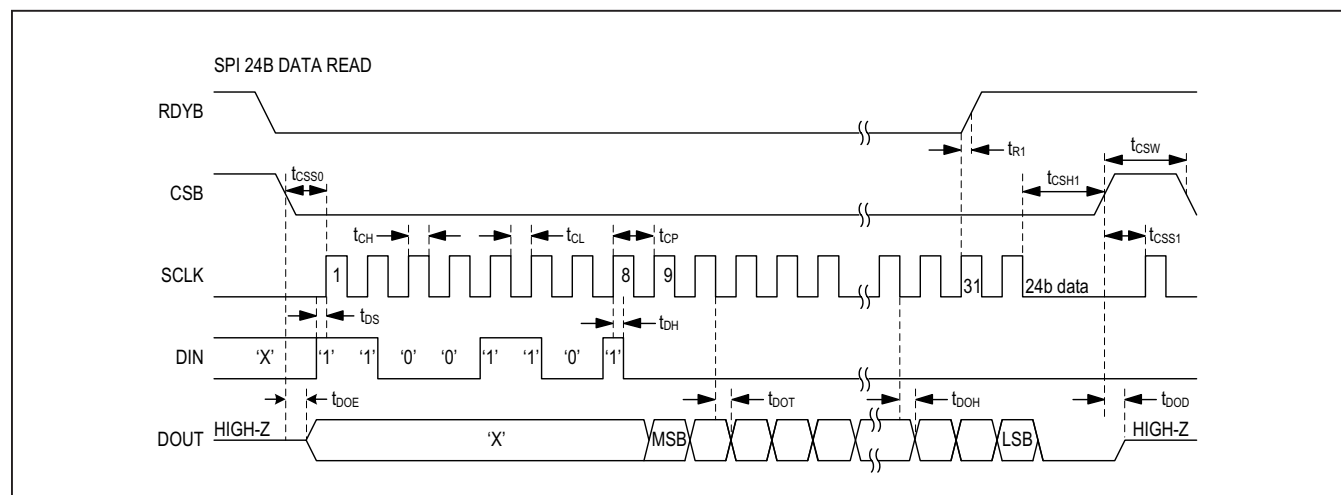 SPI 24B DATA READ
RDYB
tR1
tCSW
tCSS0
tCSH1
CSB
tCH
tCL
tCP
tCSS1
SCLK
1
8
9
31
24b data
tDS
tDH
DIN
‘X’
‘1’
‘1’
‘0’
‘0’
‘1’
‘1’
‘0’
‘1’
tDOE
tDOT
tDOH
tDOD
DOUT
HIGH-Z
‘X’
MSB
LSB
HIGH-Z